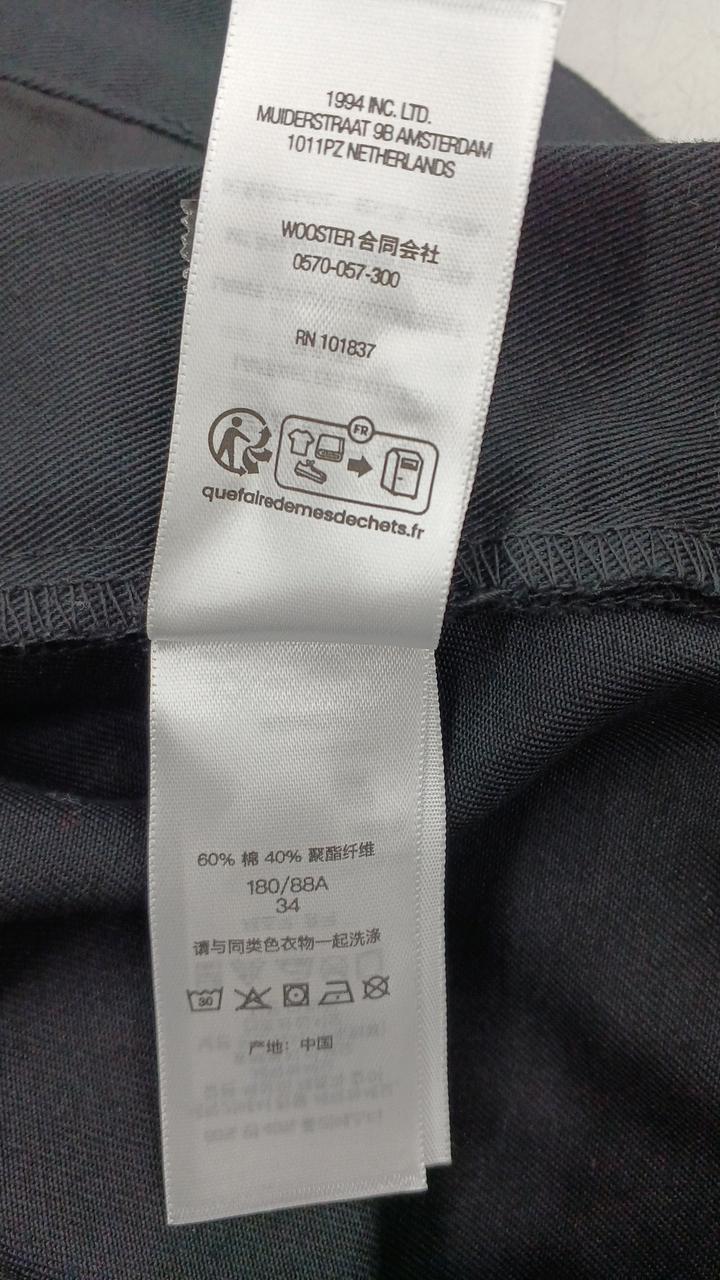 1994 INC. LTD.
MUIDERSTRAAT 9B AMSTERDAM
1011PZ NETHERLANDS
WOOSTER 合同会社
0570-057-300
RN 101837
FR
quefairedemesdechets.fr
60% 棉 40% 聚酯纤维
180/88A
34
请与同类色衣物一起洗涤
30
产地：中国